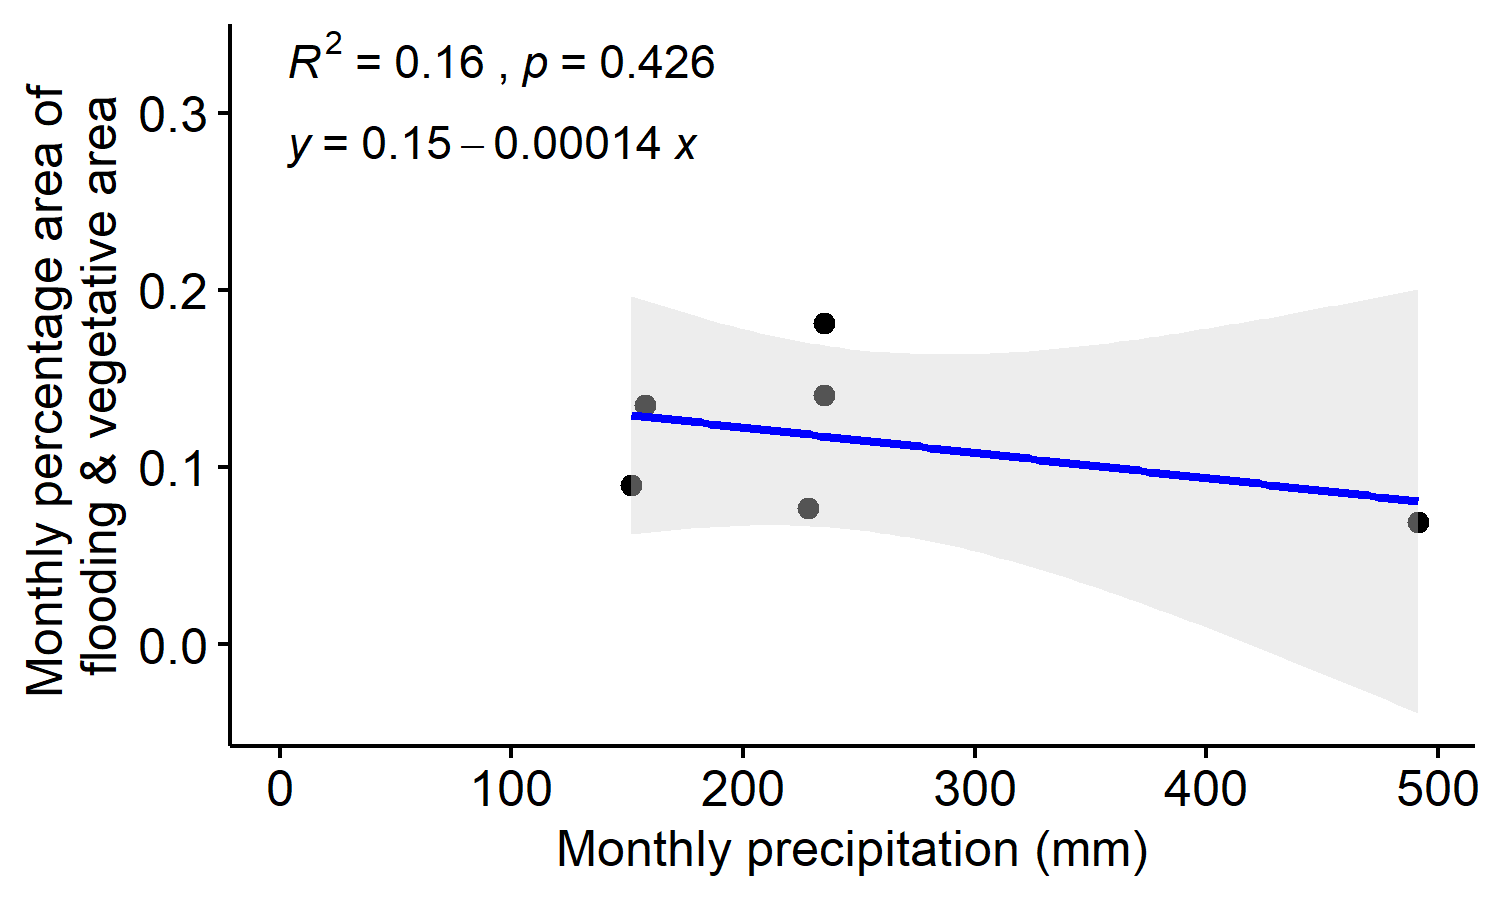 R² = 0.16 , p = 0.426
y = 0.15 – 0.00014 x
Monthly percentage area of
flooding & vegetative area
0.3
0.2
0.1
0.0
0 100 200 300 400 500
Monthly precipitation (mm)